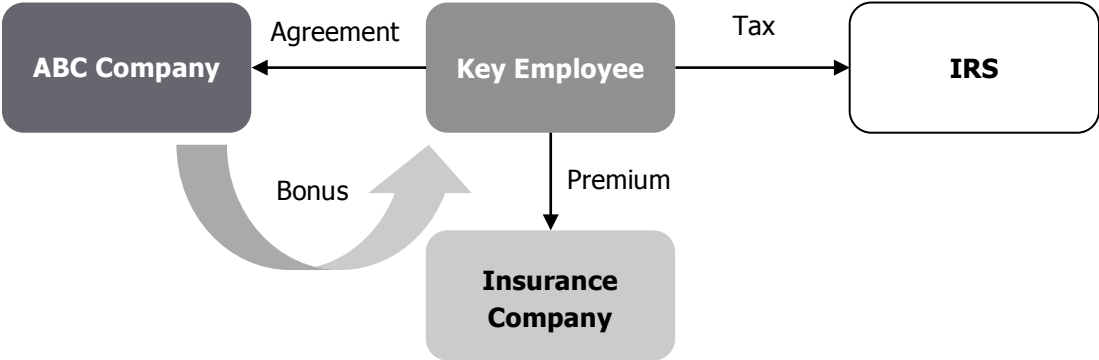 Agreement
Tax
ABC Company
Key Employee
IRS
Bonus
Premium
Insurance
Company